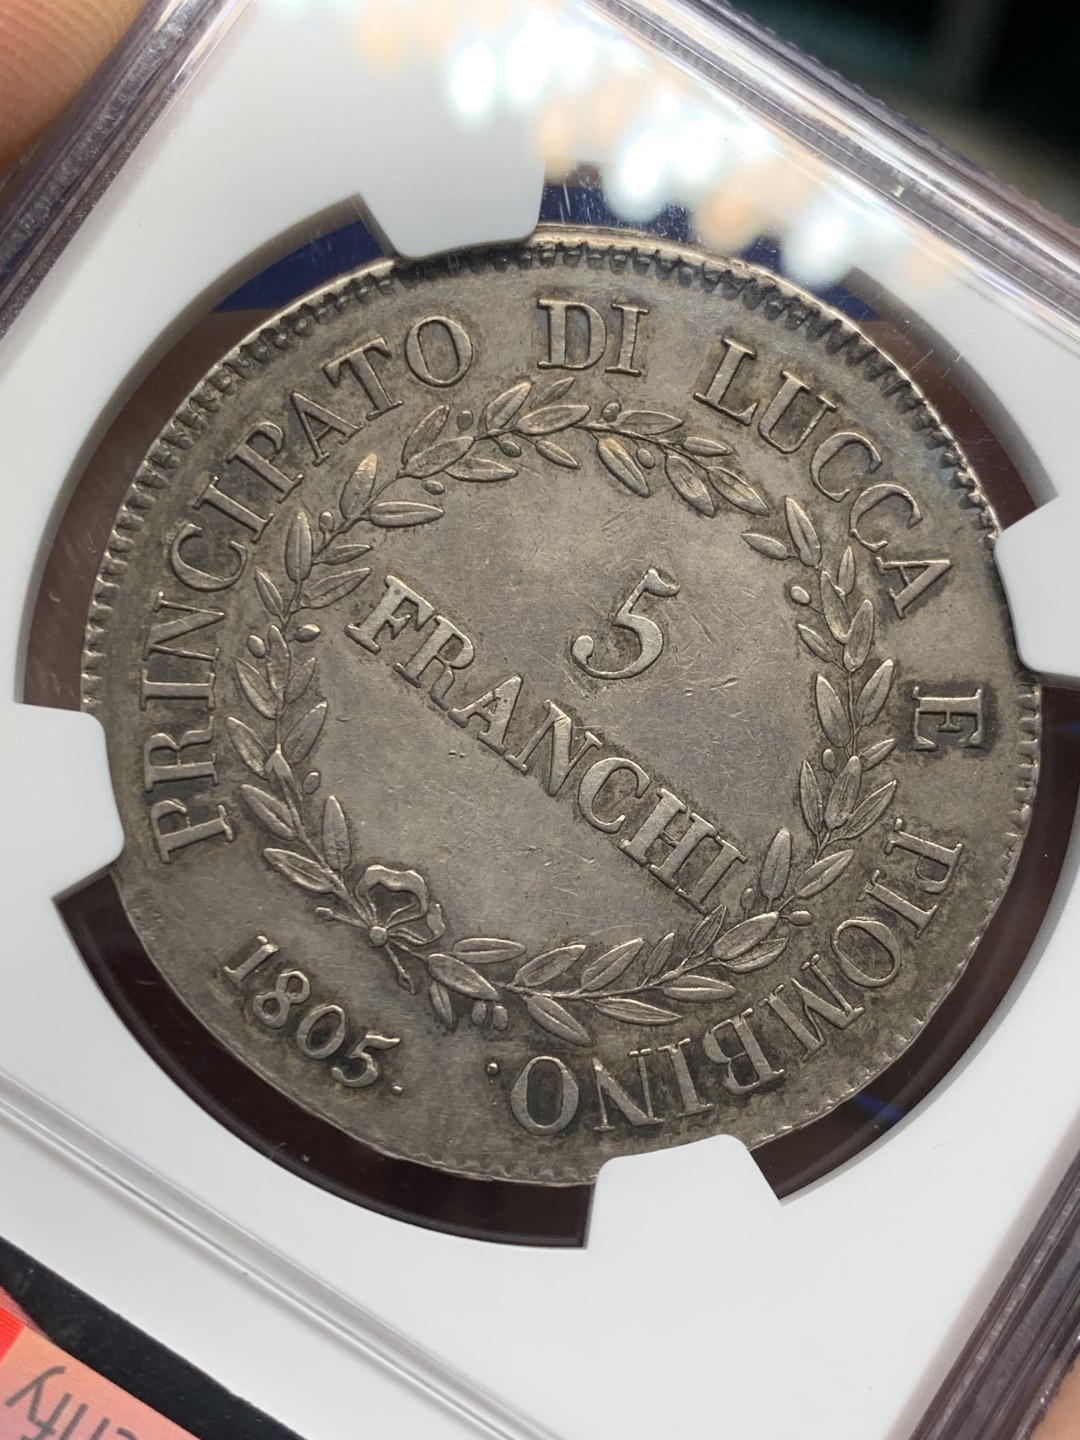 PRINCIPATO DI LUCCA E PIOMBINO.
5
FRANCHI
1805.